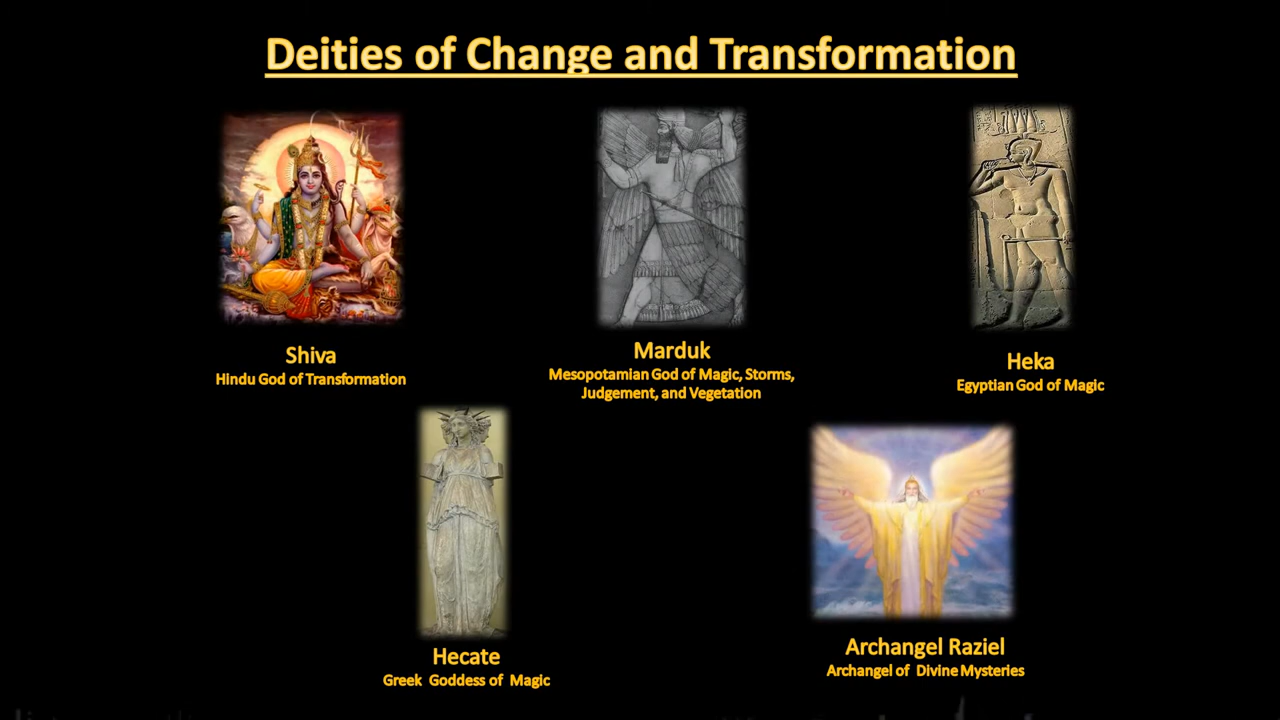 Deities of Change and Transformation
Shiva
Hindu God of Transformation
Marduk
Mesopotamian God of Magic, Storms,
Judgement, and Vegetation
Heka
Egyptian God of Magic
Hecate
Greek Goddess of Magic
Archangel Raziel
Archangel of Divine Mysteries